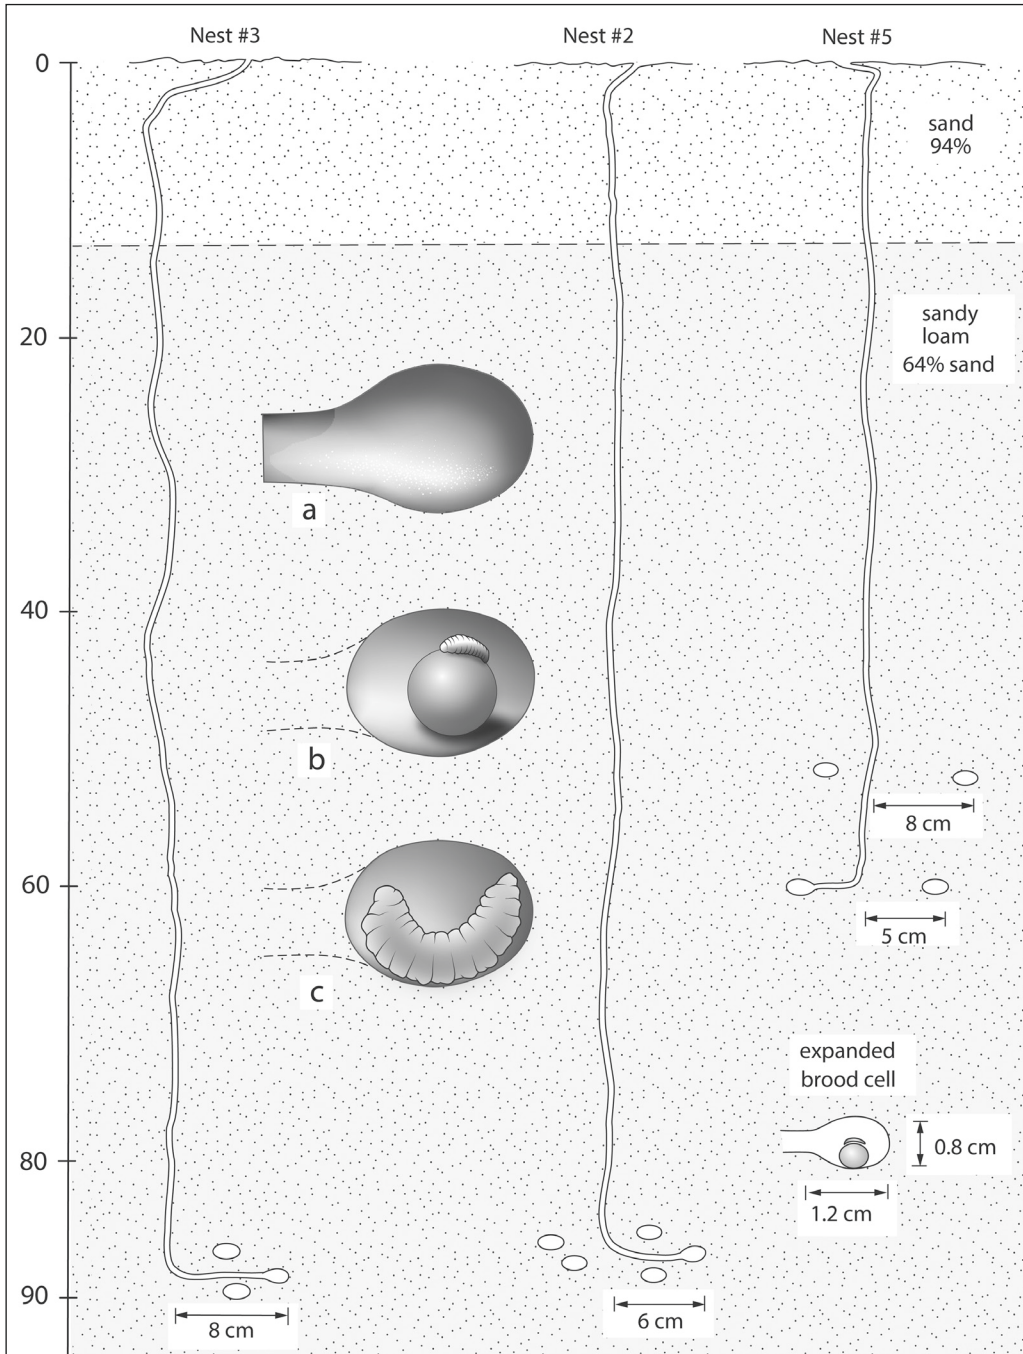 Nest #3
Nest #2
Nest #5
0
sand
94%
20
sandy
loam
64% sand
a
40
b
8 cm
60
5 cm
c
expanded
brood cell
80
0.8 cm
1.2 cm
90
8 cm
6 cm